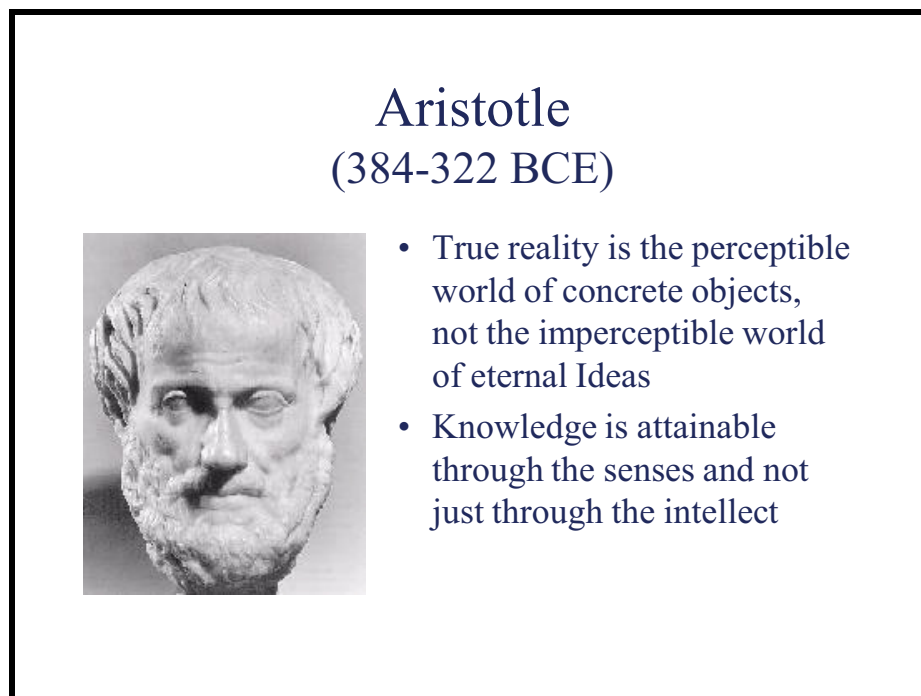 Aristotle
(384-322 BCE)
• True reality is the perceptible
world of concrete objects,
not the imperceptible world
of eternal Ideas
• Knowledge is attainable
through the senses and not
just through the intellect